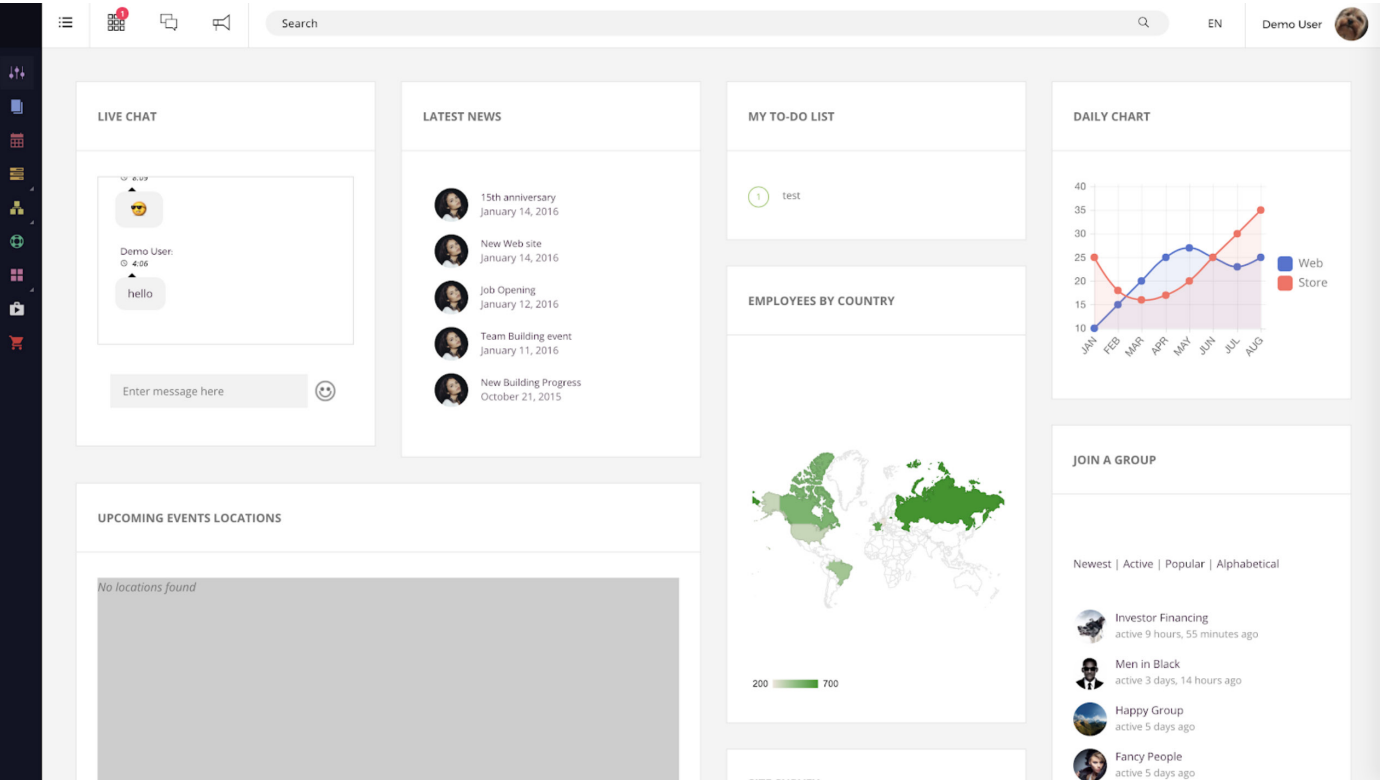 1
Search
EN
Demo User
LIVE CHAT
8:09
Demo User:
4:06
hello
Enter message here
LATEST NEWS
15th anniversary
January 14, 2016
New Web site
January 14, 2016
Job Opening
January 12, 2016
Team Building event
January 11, 2016
New Building Progress
October 21, 2015
MY TO-DO LIST
1
test
DAILY CHART
40
35
30
25
20
15
10
JAN
FEB
MAR
APR
MAY
JUN
JUL
AUG
Web
Store
EMPLOYEES BY COUNTRY
200
700
JOIN A GROUP
Newest | Active | Popular | Alphabetical
Investor Financing
active 9 hours, 55 minutes ago
Men in Black
active 3 days, 14 hours ago
Happy Group
active 5 days ago
Fancy People
active 5 days ago
UPCOMING EVENTS LOCATIONS
No locations found